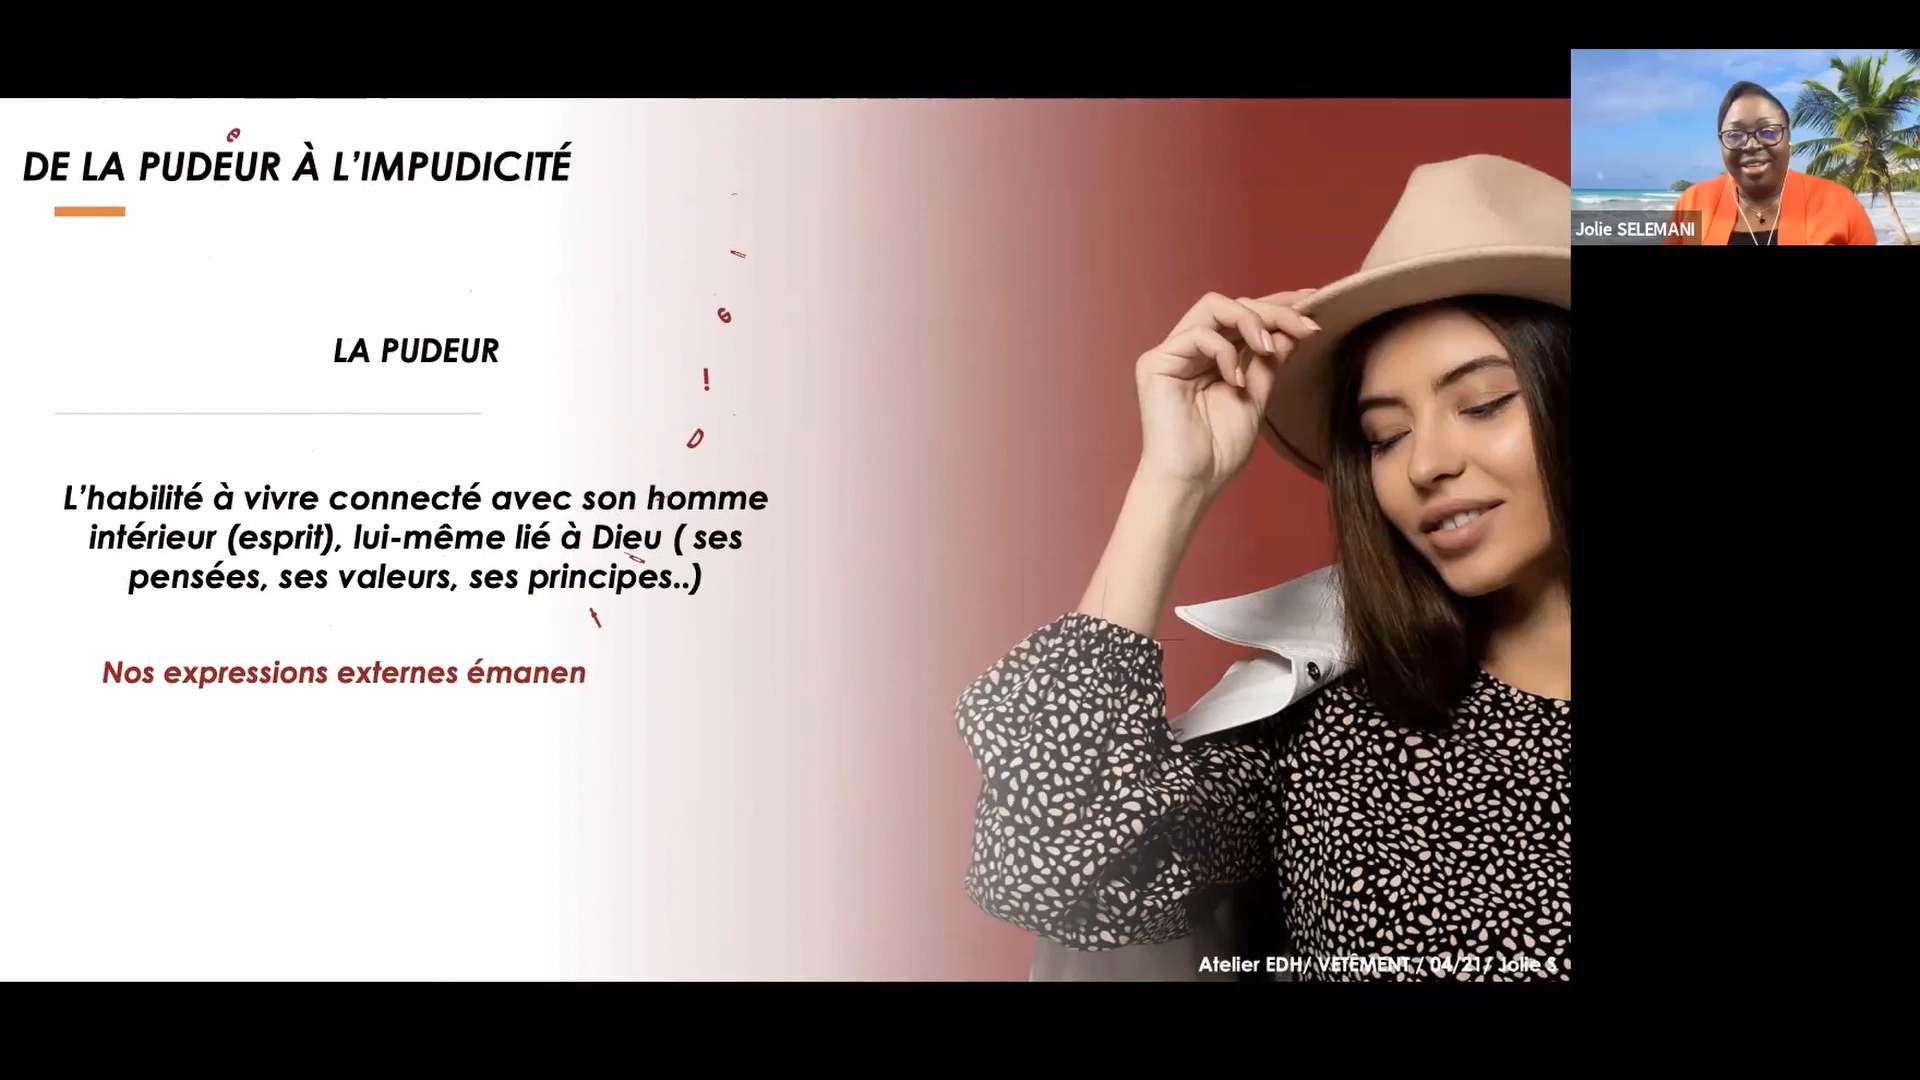 DE LA PUDEUR À L'IMPUDICITÉ
LA PUDEUR
L'habilité à vivre connecté avec son homme
intérieur (esprit), lui-même lié à Dieu ( ses
pensées, ses valeurs, ses principes..)
Nos expressions externes émanen
Atelier EDH/ VETÊMENT / 04/21/ Jolie S
Jolie SELEMANI